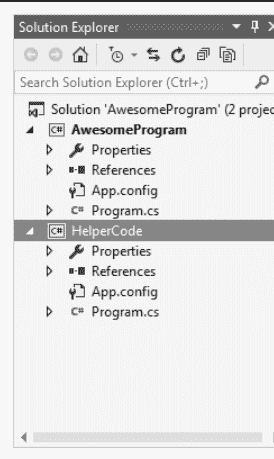 Solution Explorer
Search Solution Explorer (Ctrl+;)
Solution 'AwesomeProgram' (2 projec
C# AwesomeProgram
Properties
References
App.config
C# Program.cs
C# HelperCode
Properties
References
App.config
C# Program.cs